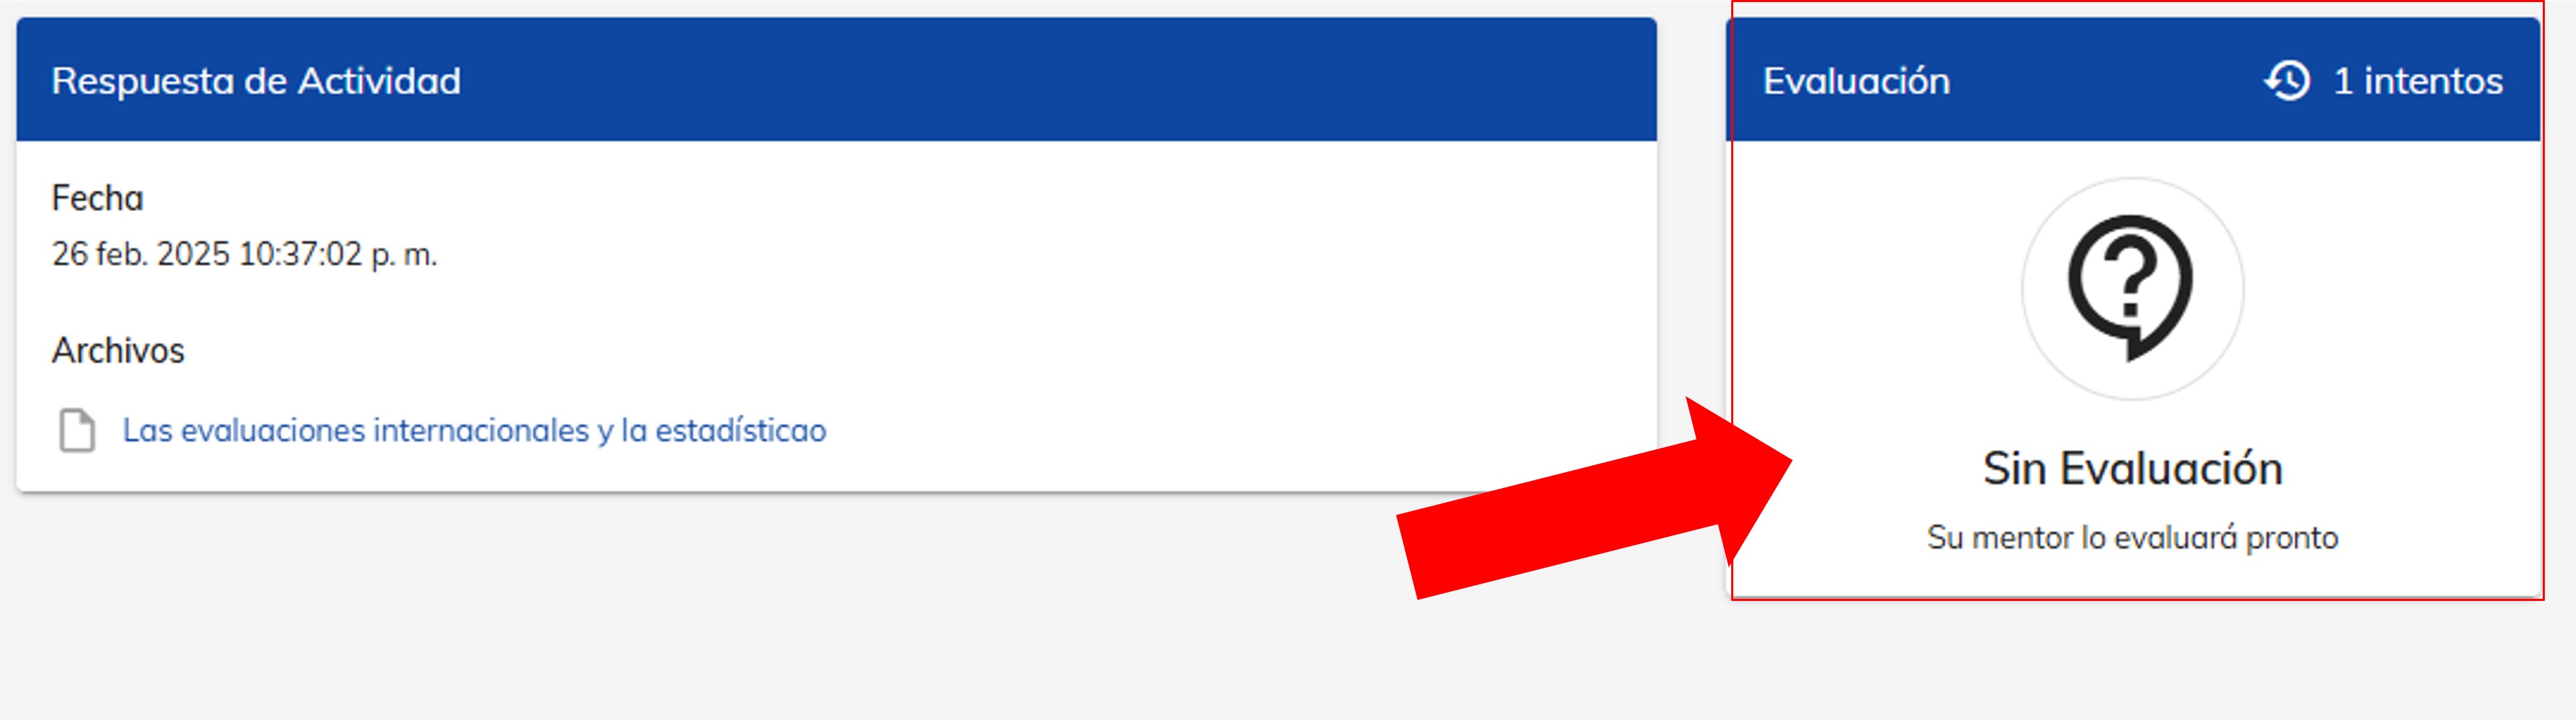 Respuesta de Actividad
Fecha
26 feb. 2025 10:37:02 p. m.
Archivos
Las evaluaciones internacionales y la estadísticao
Evaluación 1 intentos
Sin Evaluación
Su mentor lo evaluará pronto